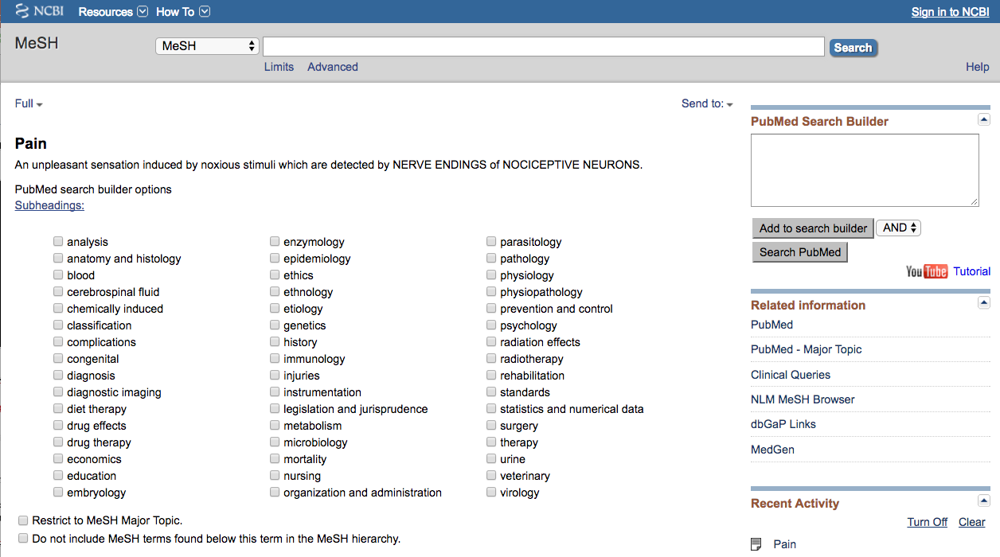 NCBI Resources How To Sign in to NCBI
MeSH MeSH Search
Limits Advanced Help
Full Send to:
Pain
An unpleasant sensation induced by noxious stimuli which are detected by NERVE ENDINGS of NOCICEPTIVE NEURONS.
PubMed search builder options
Subheadings:
analysis
anatomy and histology
blood
cerebrospinal fluid
chemically induced
classification
complications
congenital
diagnosis
diagnostic imaging
diet therapy
drug effects
drug therapy
economics
education
embryology
enzymology
epidemiology
ethics
ethnology
etiology
genetics
history
immunology
injuries
instrumentation
legislation and jurisprudence
metabolism
microbiology
mortality
nursing
organization and administration
parasitology
pathology
physiology
physiopathology
prevention and control
psychology
radiation effects
radiotherapy
rehabilitation
standards
statistics and numerical data
surgery
therapy
urine
veterinary
virology
Restrict to MeSH Major Topic.
Do not include MeSH terms found below this term in the MeSH hierarchy.
PubMed Search Builder
Add to search builder AND
Search PubMed
YouTube Tutorial
Related information
PubMed
PubMed - Major Topic
Clinical Queries
NLM MeSH Browser
dbGaP Links
MedGen
Recent Activity
Turn Off Clear
Pain